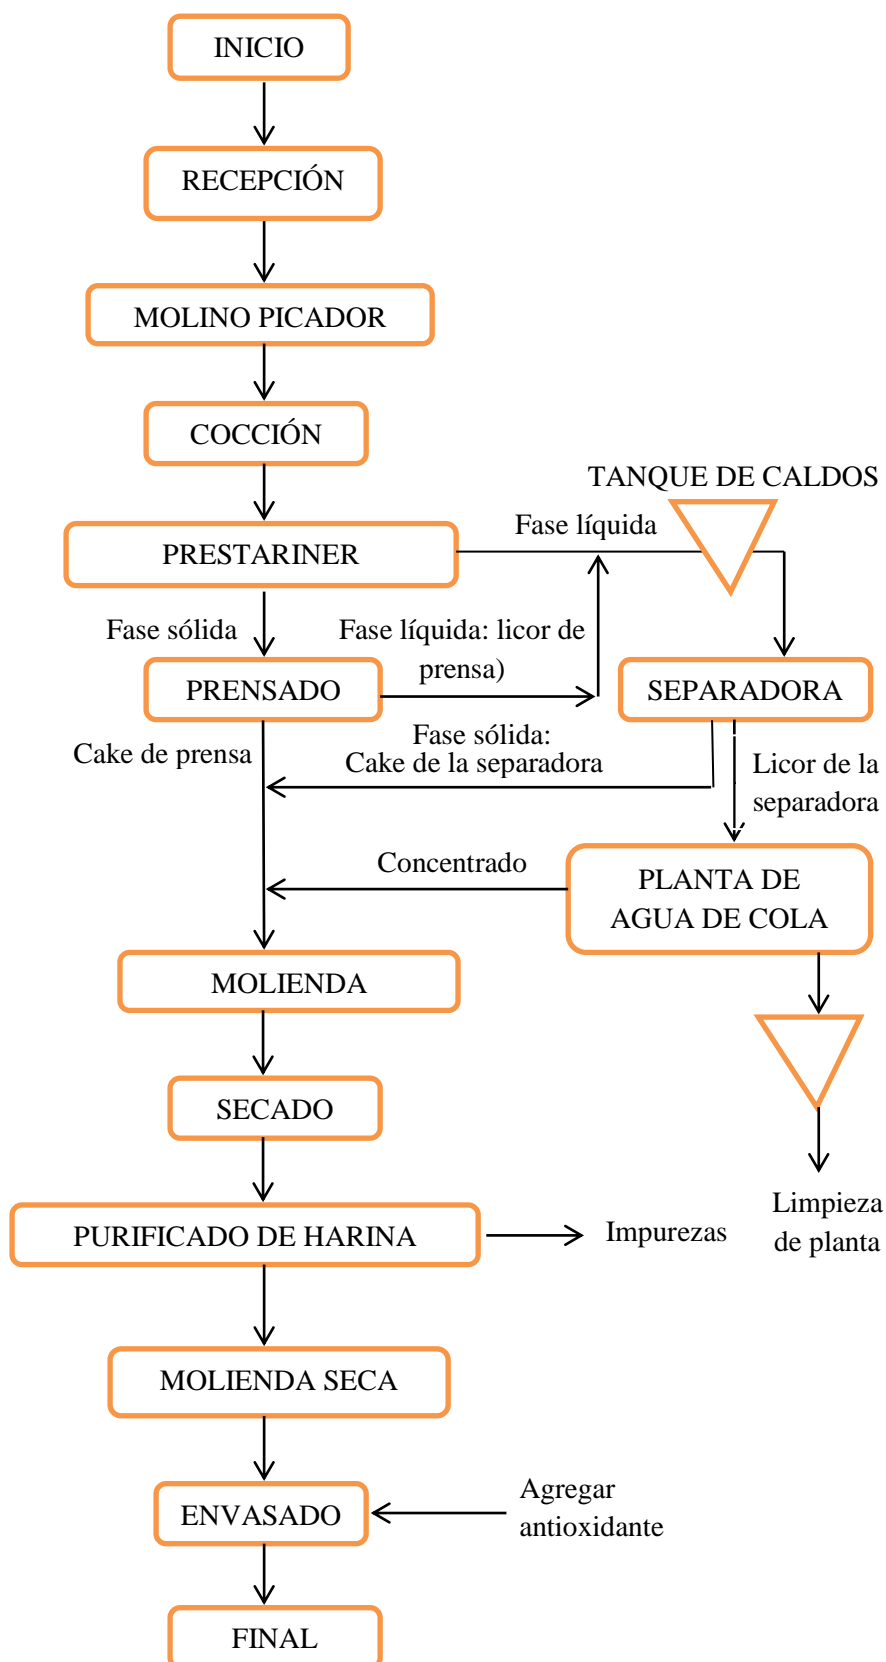 INICIO
RECEPCIÓN
MOLINO PICADOR
COCCIÓN
TANQUE DE CALDOS
PRESTARINER
Fase líquida
Fase sólida
Fase líquida: licor de
prensa)
PRENSADO
SEPARADORA
Cake de prensa
Fase sólida:
Cake de la separadora
Licor de la
separadora
Concentrado
PLANTA DE
AGUA DE COLA
MOLIENDA
SECADO
PURIFICADO DE HARINA
Impurezas
Limpieza
de planta
MOLIENDA SECA
ENVASADO
Agregar
antioxidante
FINAL